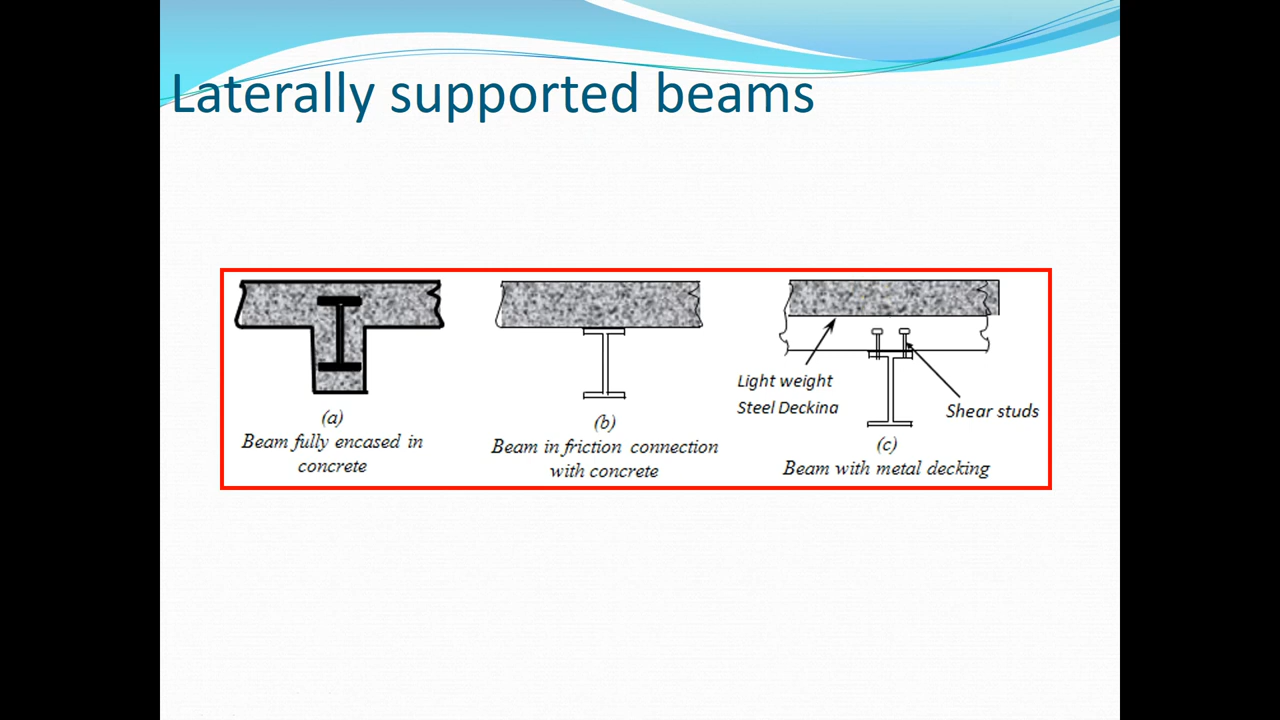 Laterally supported beams
(a)
Beam fully encased in
concrete
(b)
Beam in friction connection
with concrete
Light weight
Steel Deckina
Shear studs
(c)
Beam with metal decking